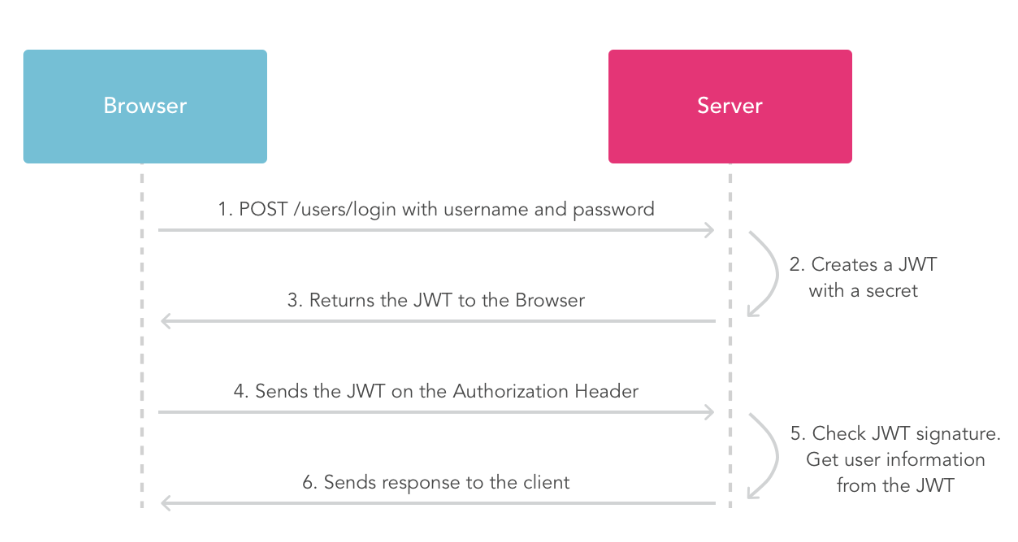 Browser
Server
1. POST /users/login with username and password
2. Creates a JWT
with a secret
3. Returns the JWT to the Browser
4. Sends the JWT on the Authorization Header
5. Check JWT signature.
Get user information
from the JWT
6. Sends response to the client